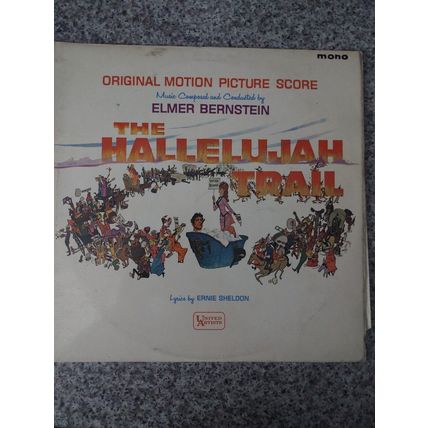 mono
ORIGINAL MOTION PICTURE SCORE
Music Composed and Conducted by
ELMER BERNSTEIN
THE
HALLELUJAH
TRAIL
Lyrics by ERNIE SHELDON
UNITED
ARTISTS